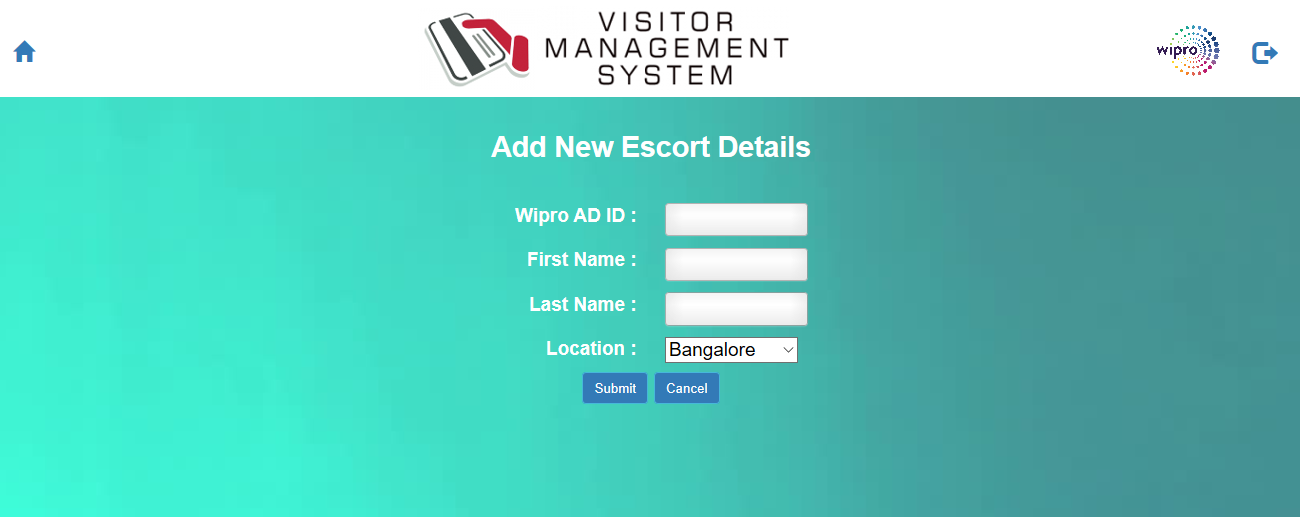 VISITOR
MANAGEMENT
SYSTEM
wipro
Add New Escort Details
Wipro AD ID :
First Name :
Last Name :
Location : Bangalore
Submit Cancel